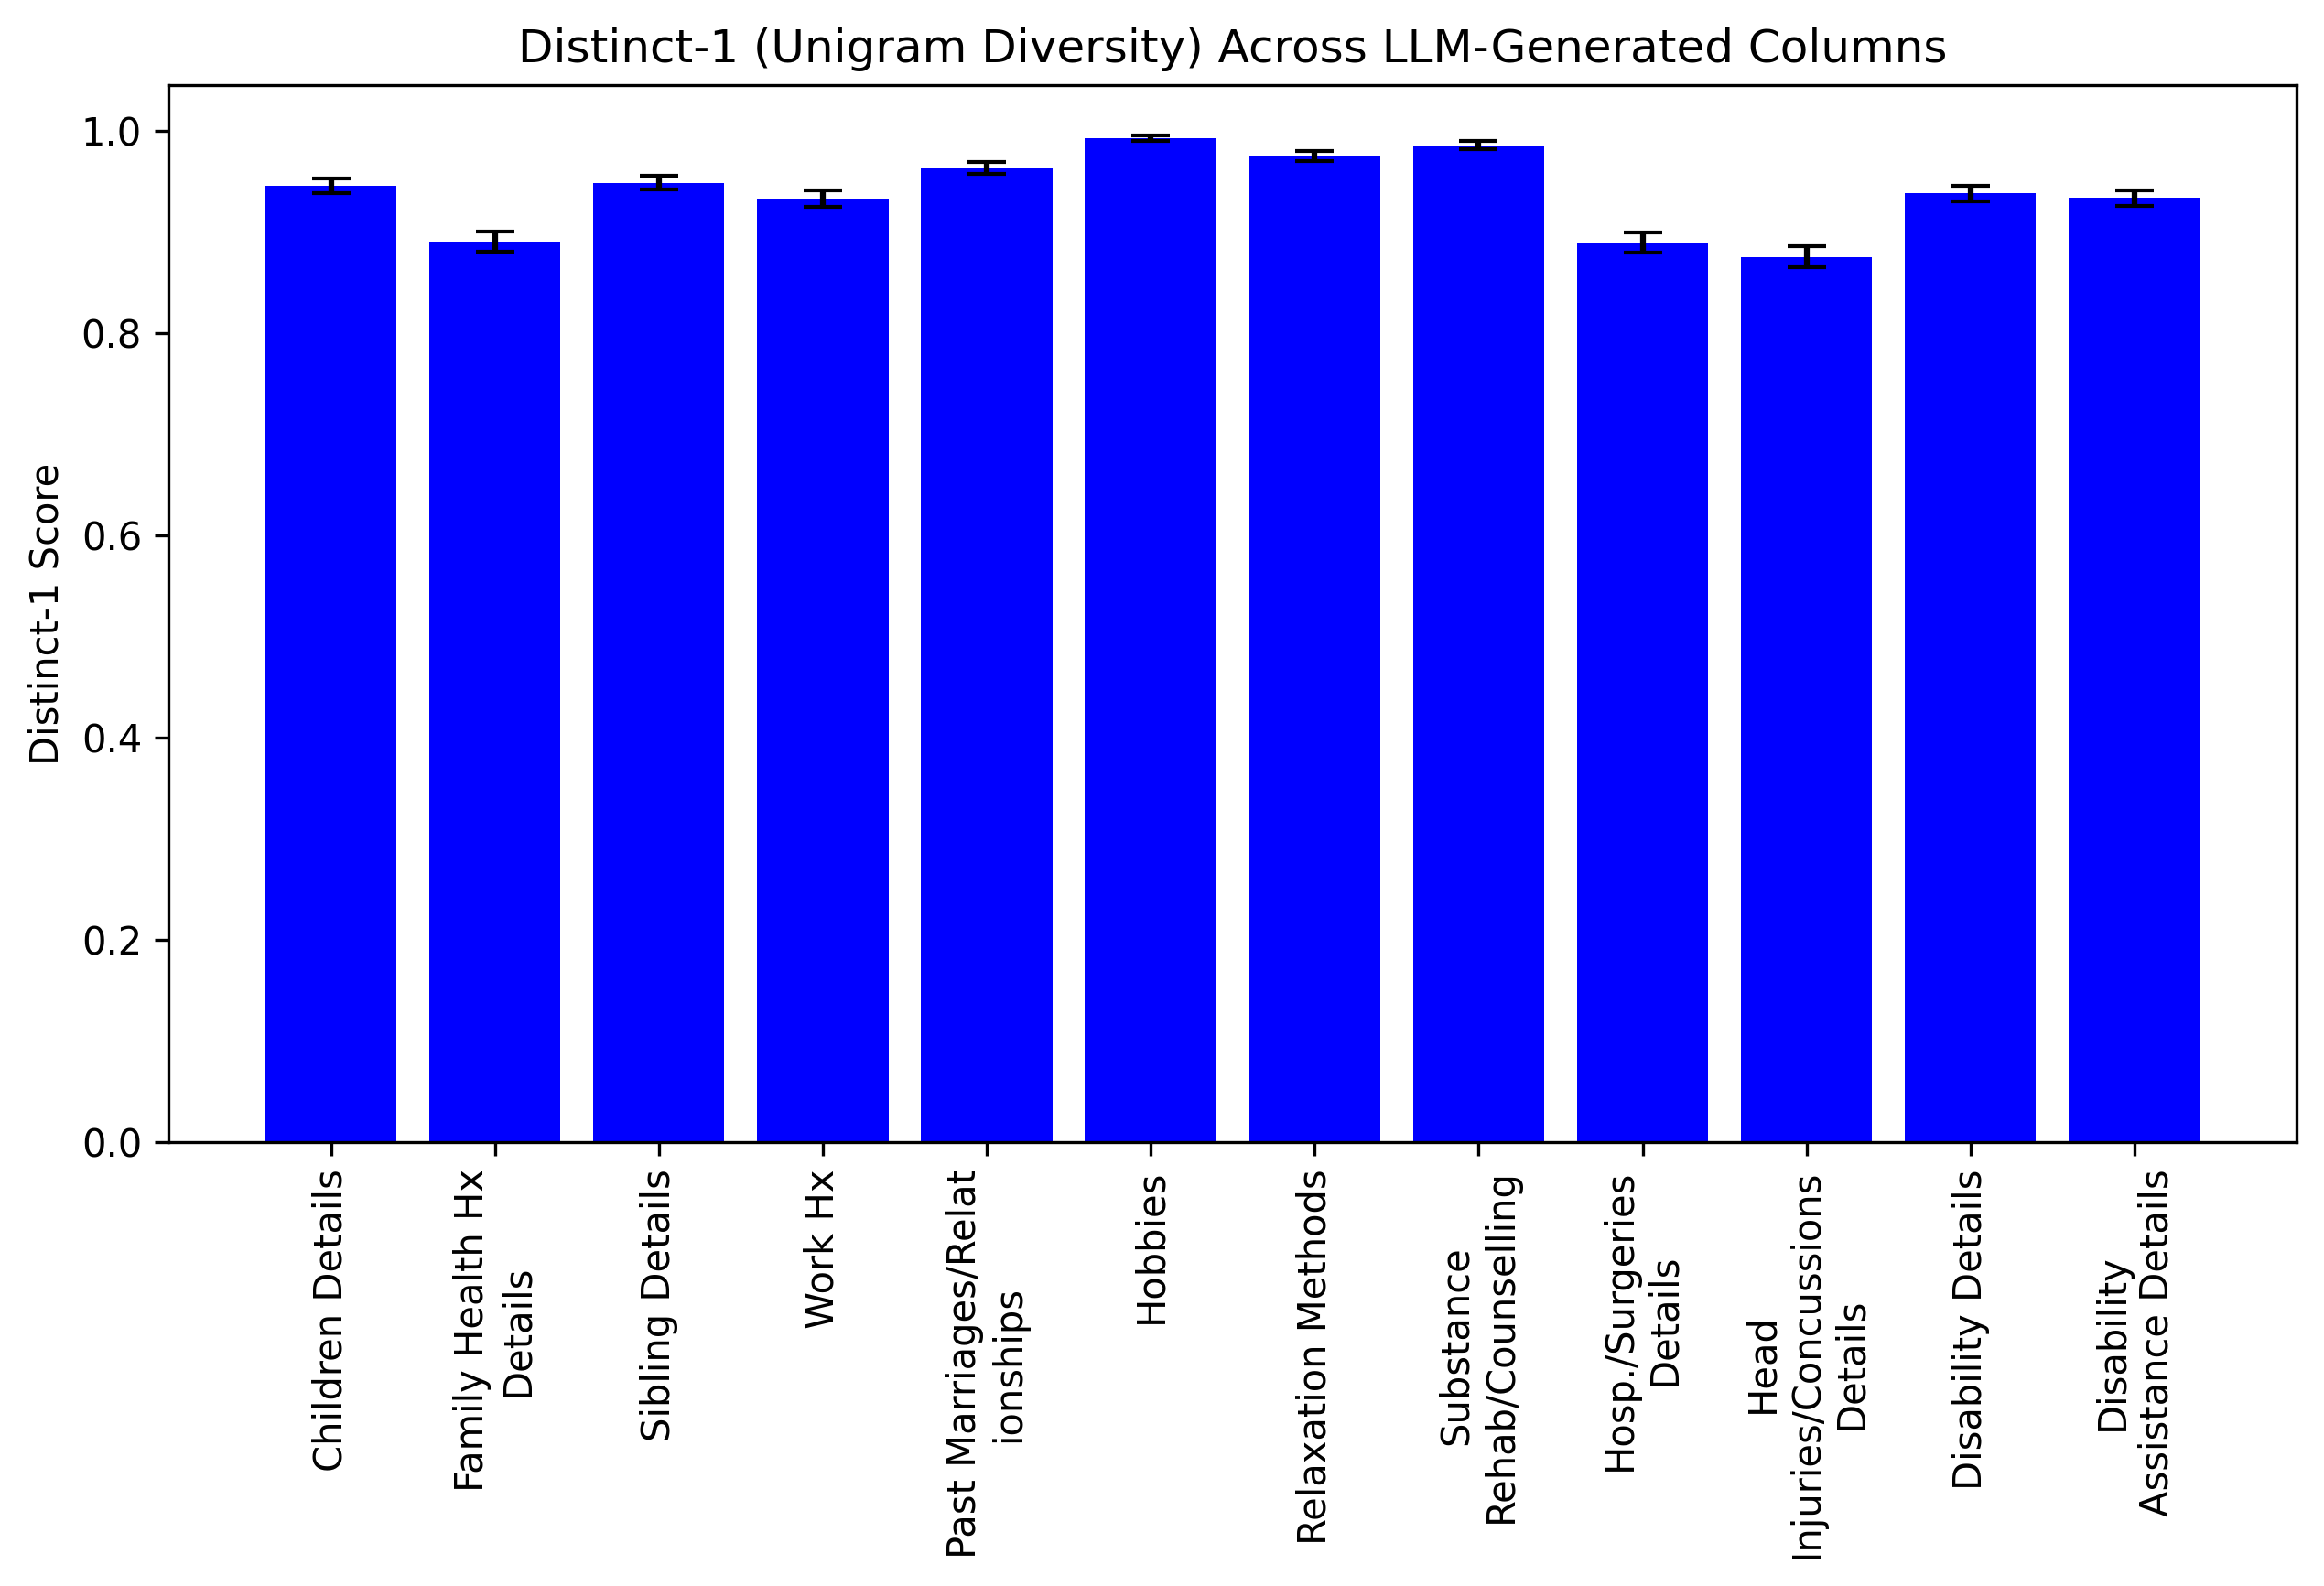 Distinct-1 (Unigram Diversity) Across LLM-Generated Columns
Distinct-1 Score
1.0
0.8
0.6
0.4
0.2
0.0
Children Details
Family Health Hx
Details
Sibling Details
Work Hx
Past Marriages/Relat
ionships
Hobbies
Relaxation Methods
Substance
Rehab/Counselling
Hosp./Surgeries
Details
Head
Injuries/Concussions
Details
Disability Details
Disability
Assistance Details